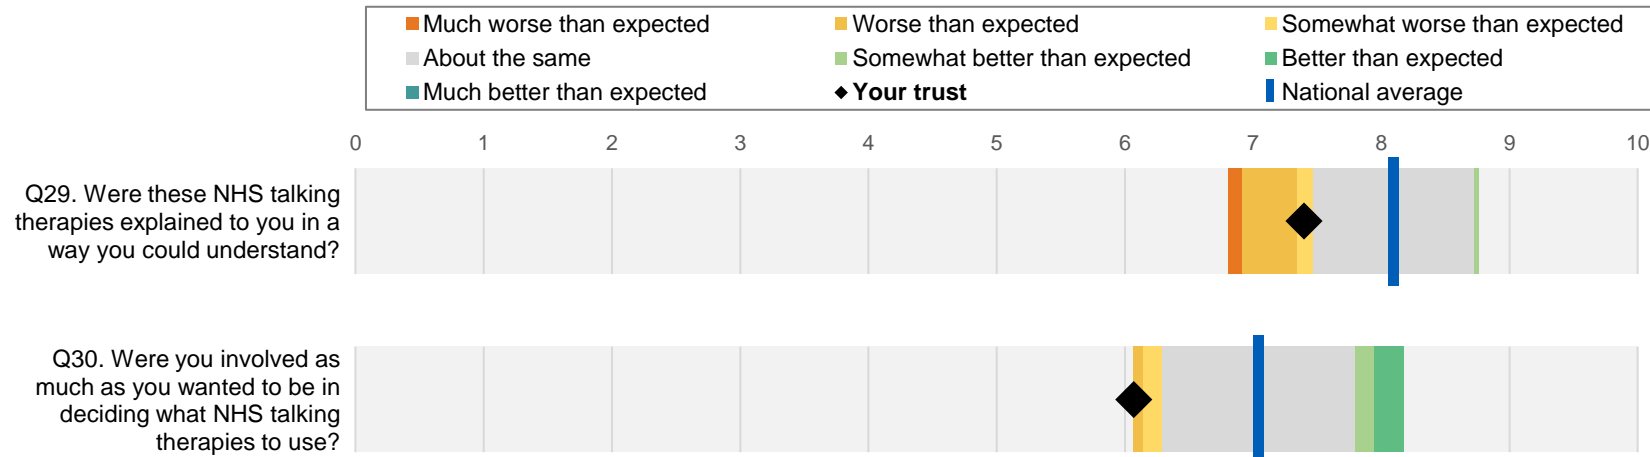 Much worse than expected
Worse than expected
Somewhat worse than expected
About the same
Somewhat better than expected
Better than expected
Much better than expected
Your trust
National average
0 1 2 3 4 5 6 7 8 9 10
Q29. Were these NHS talking
therapies explained to you in a
way you could understand?
Q30. Were you involved as
much as you wanted to be in
deciding what NHS talking
therapies to use?